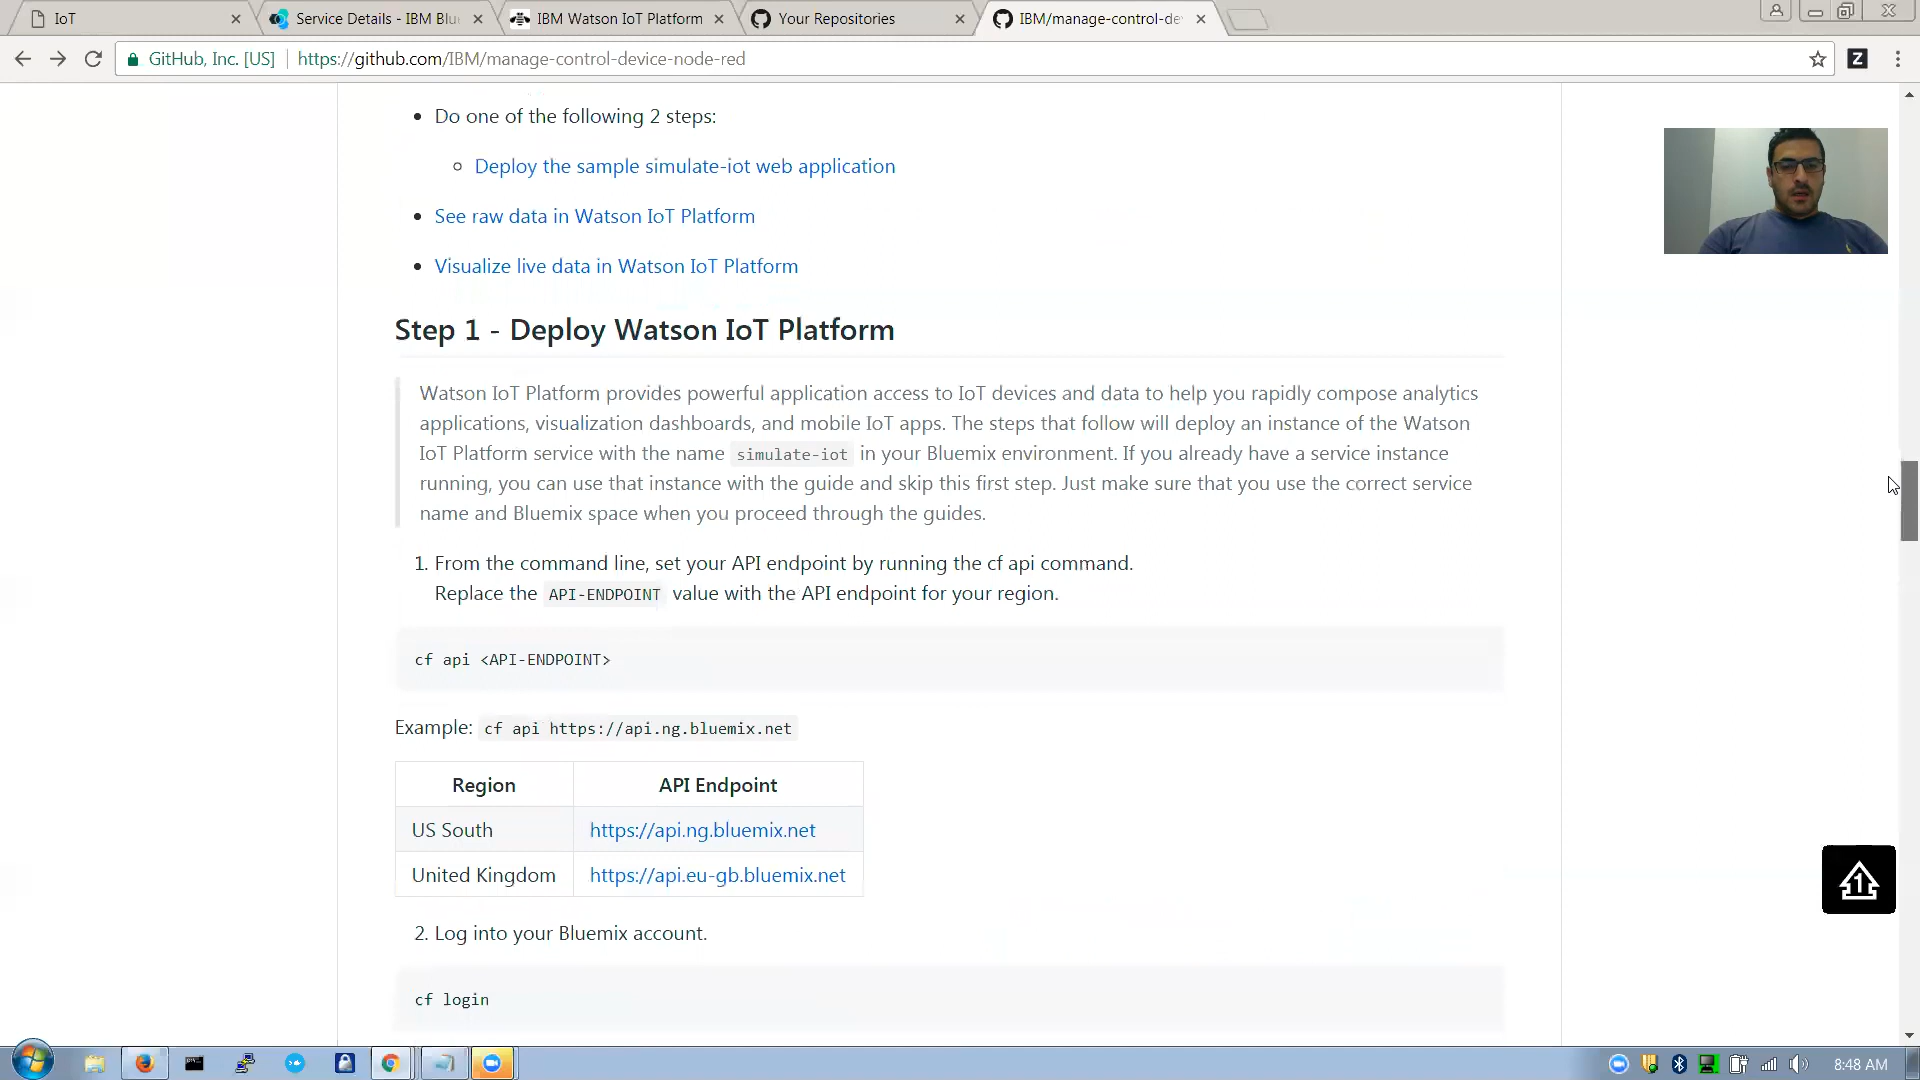 IoT
Service Details - IBM Blu
IBM Watson IoT Platform
Your Repositories
IBM/manage-control-de
GitHub, Inc. [US]
https://github.com/IBM/manage-control-device-node-red
Do one of the following 2 steps:
Deploy the sample simulate-iot web application
See raw data in Watson IoT Platform
Visualize live data in Watson IoT Platform
Step 1 - Deploy Watson IoT Platform
Watson IoT Platform provides powerful application access to IoT devices and data to help you rapidly compose analytics
applications, visualization dashboards, and mobile IoT apps. The steps that follow will deploy an instance of the Watson
IoT Platform service with the name simulate-iot in your Bluemix environment. If you already have a service instance
running, you can use that instance with the guide and skip this first step. Just make sure that you use the correct service
name and Bluemix space when you proceed through the guides.
1. From the command line, set your API endpoint by running the cf api command.
Replace the API-ENDPOINT value with the API endpoint for your region.
cf api <API-ENDPOINT>
Example: cf api https://api.ng.bluemix.net
Region API Endpoint
US South https://api.ng.bluemix.net
United Kingdom https://api.eu-gb.bluemix.net
2. Log into your Bluemix account.
cf login
8:48 AM